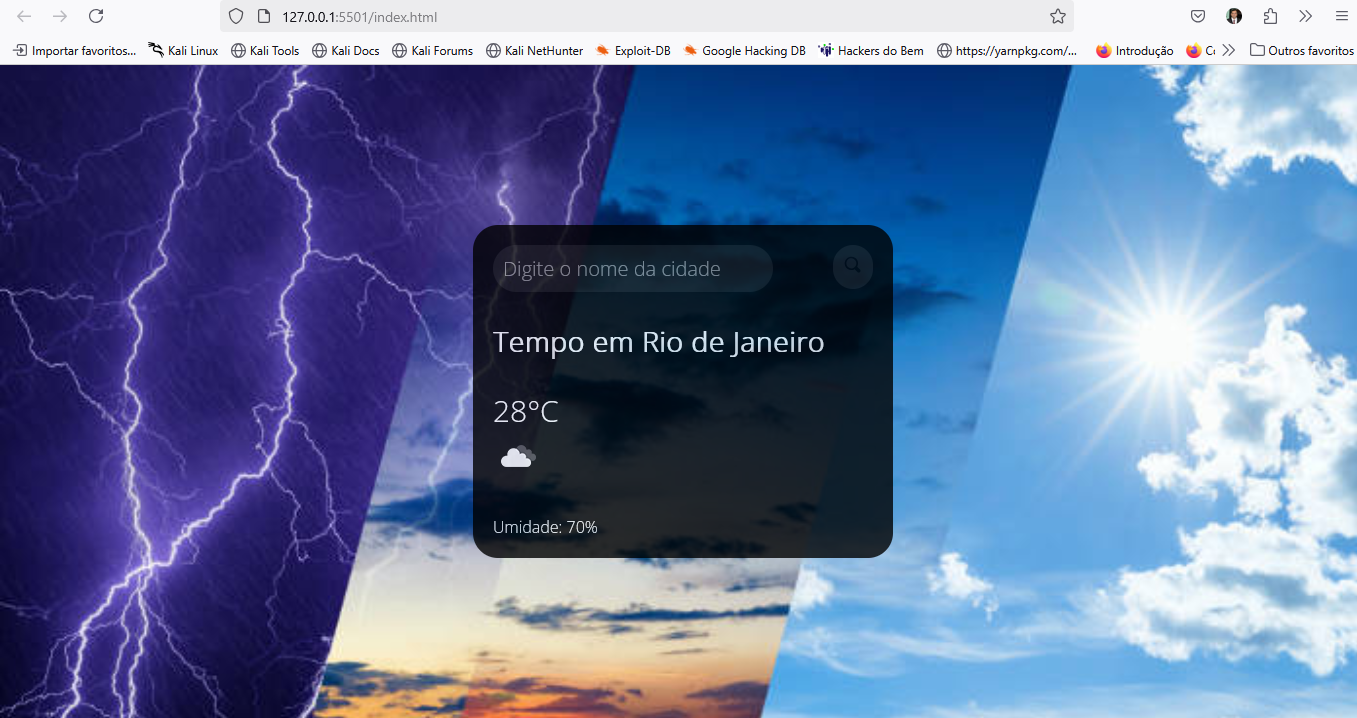 127.0.0.1:5501/index.html
Importar favoritos... Kali Linux Kali Tools Kali Docs Kali Forums Kali NetHunter Exploit-DB Google Hacking DB Hackers do Bem https://yarnpkg.com/... Introdução Outros favoritos
Digite o nome da cidade
Tempo em Rio de Janeiro
28°C
Umidade: 70%